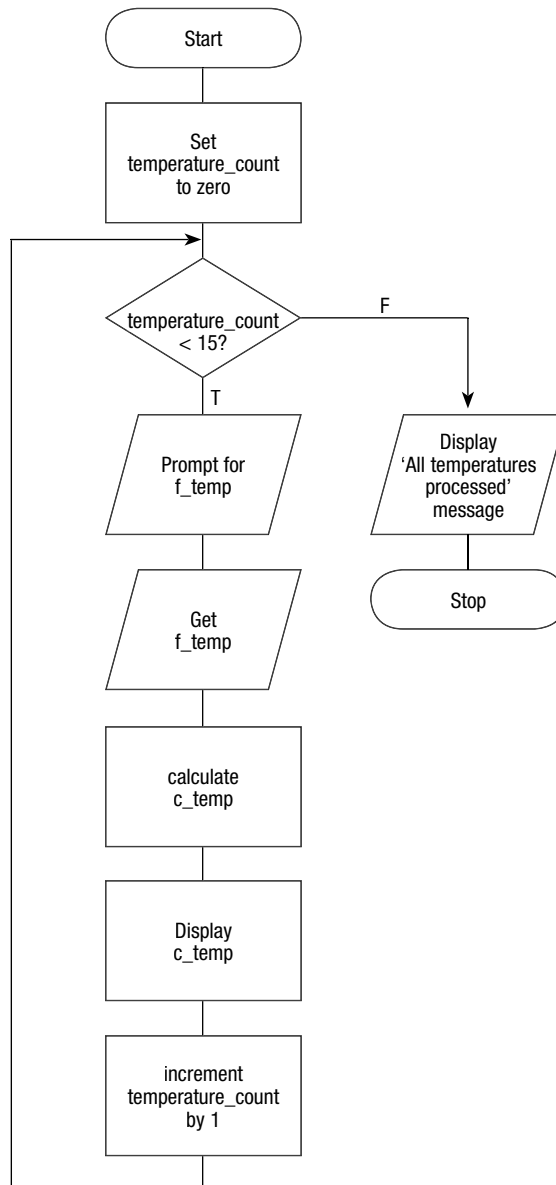 Start
Set
temperature_count
to zero
temperature_count
< 15?
F
T
Prompt for
f_temp
Display
‘All temperatures
processed’
message
Get
f_temp
Stop
calculate
c_temp
Display
c_temp
increment
temperature_count
by 1